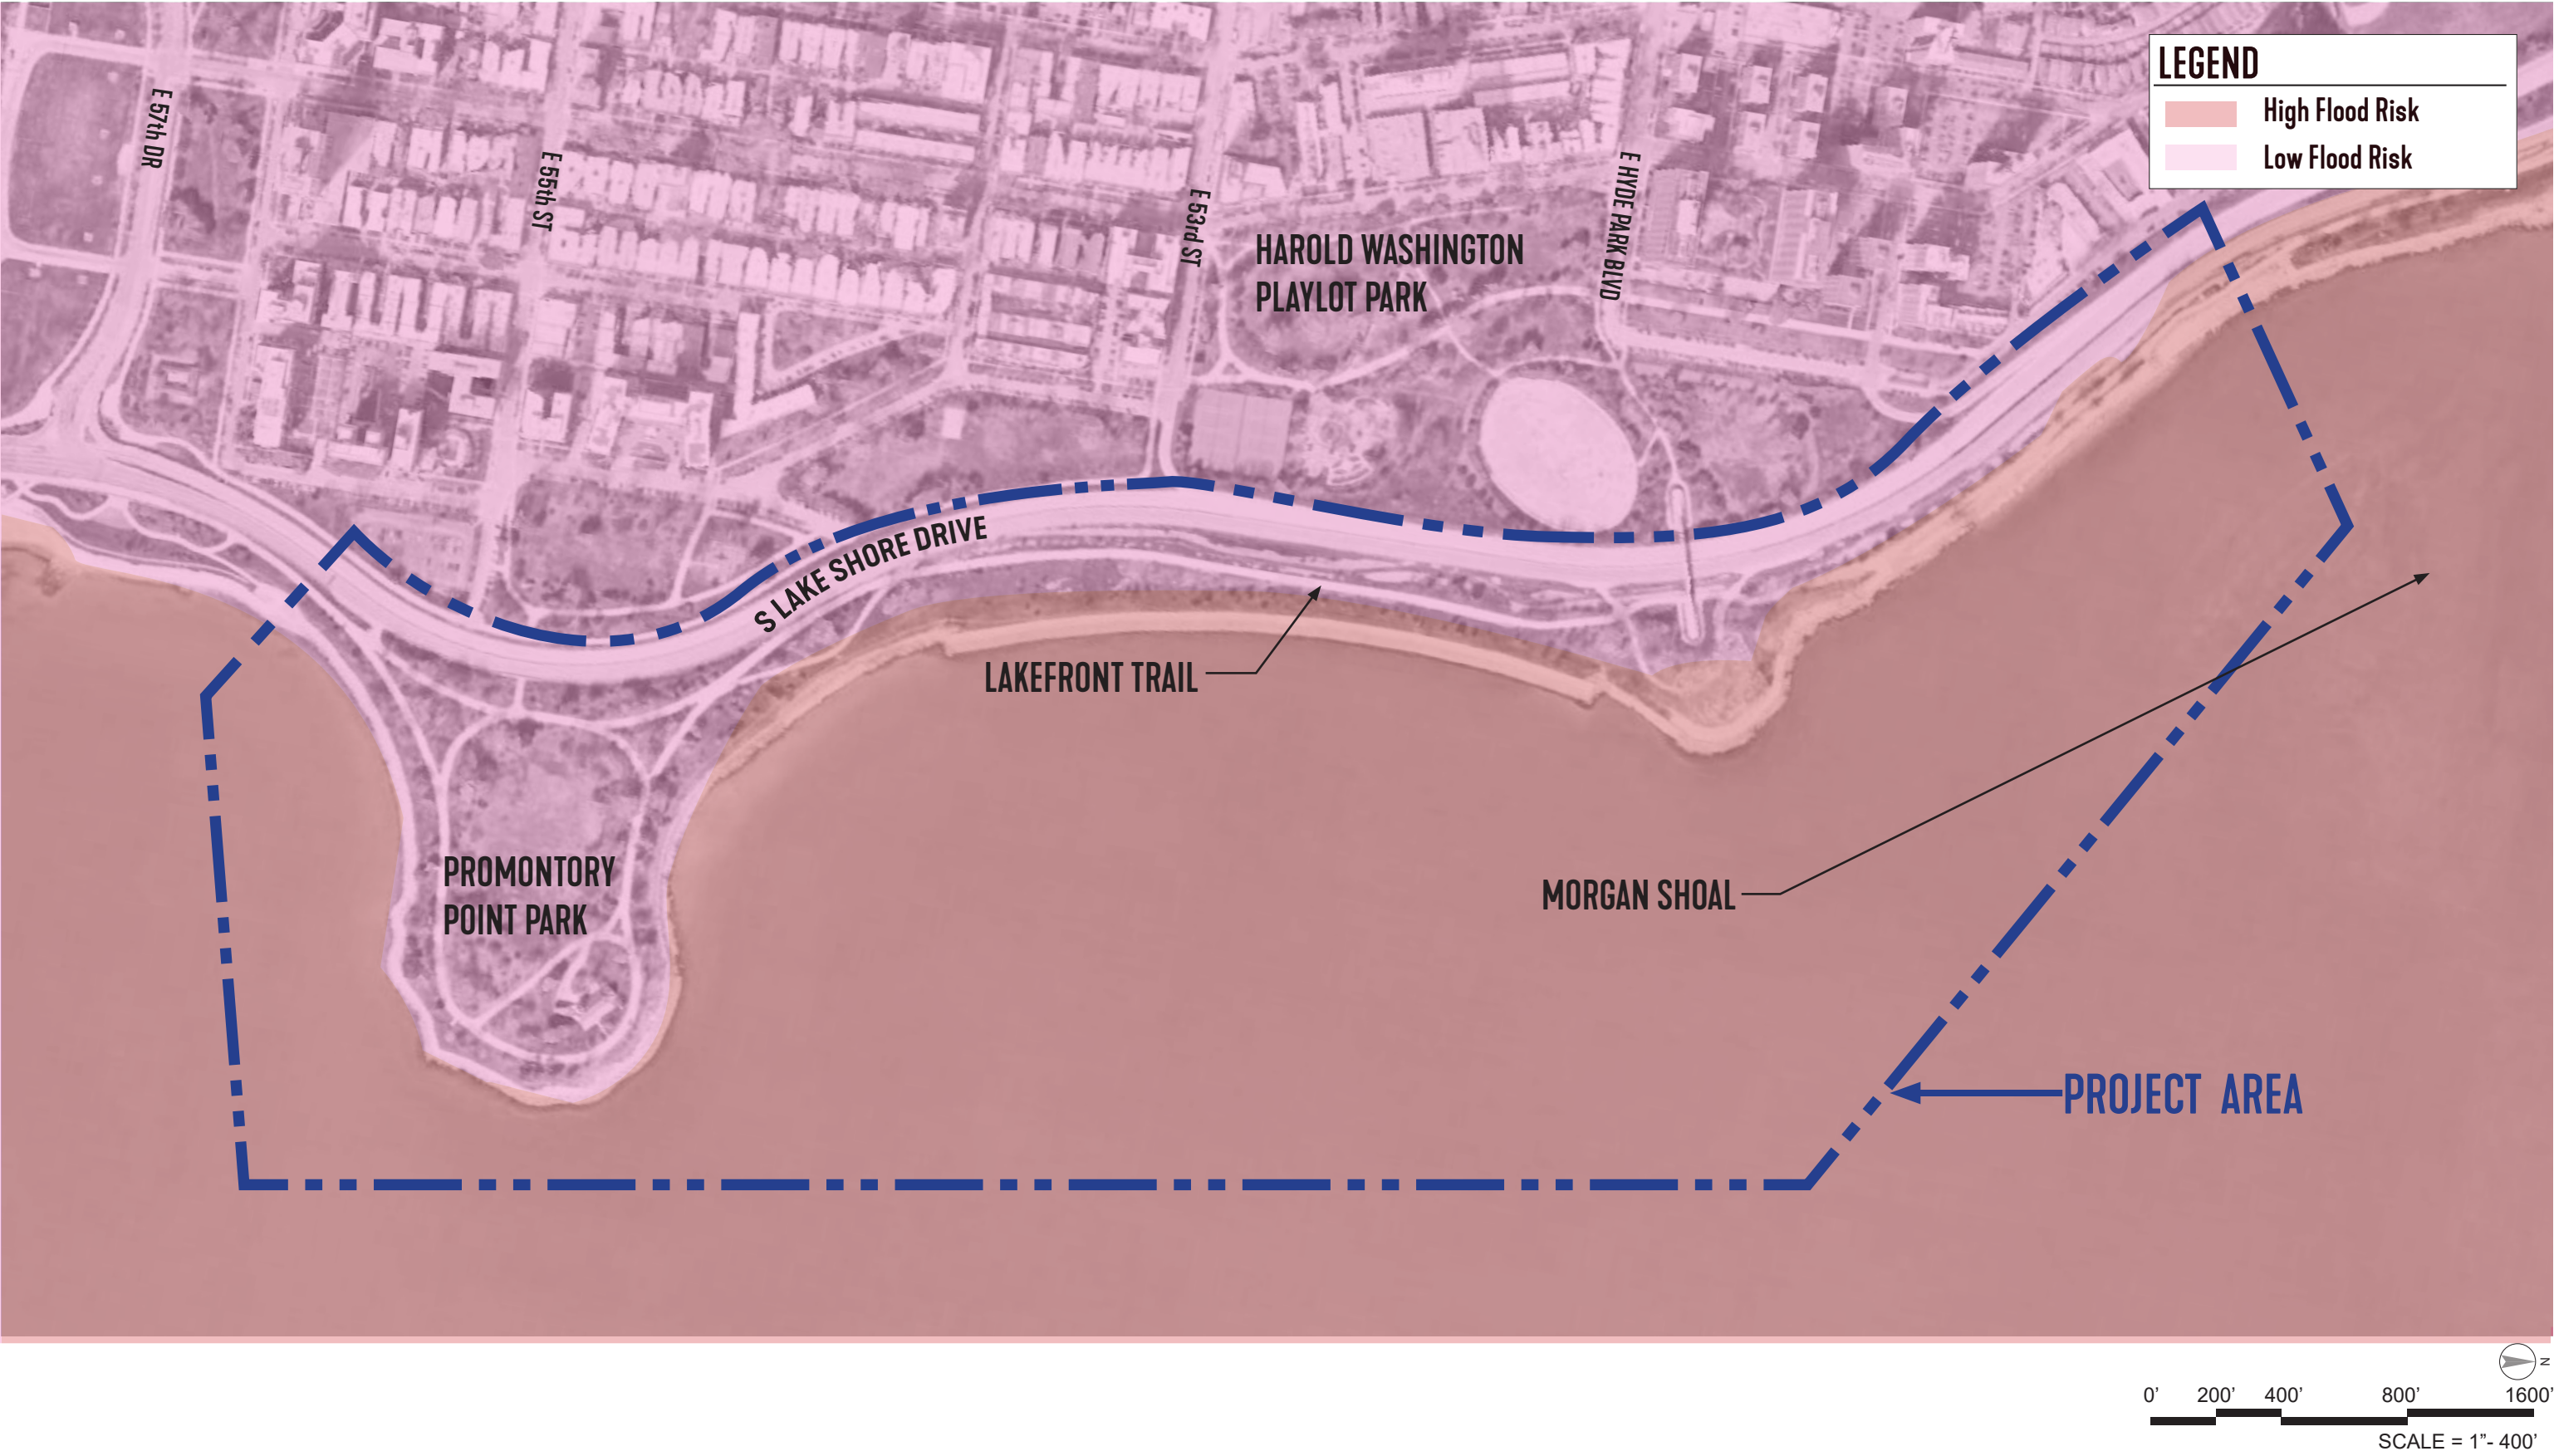 LEGEND
High Flood Risk
Low Flood Risk
E 57th DR
E 55th ST
E 53rd ST
E HYDE PARK BLVD
HAROLD WASHINGTON
PLAYLOT PARK
S LAKE SHORE DRIVE
LAKEFRONT TRAIL
PROMONTORY
POINT PARK
MORGAN SHOAL
PROJECT AREA
N
0' 200' 400' 800' 1600'
SCALE = 1"- 400'